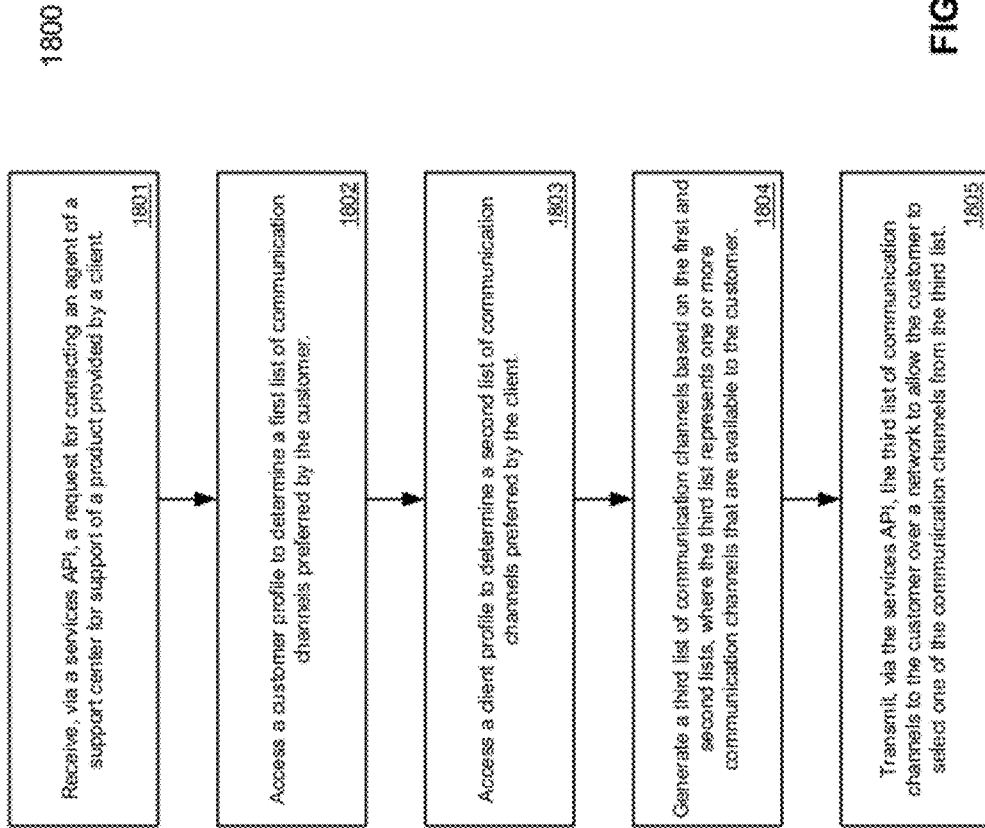 1800
Receive, via a services API, a request for contacting an agent of a
support center for support of a product provided by a client.
1801
Access a customer profile to determine a first list of communication
channels preferred by the customer.
1802
Access a client profile to determine a second list of communication
channels preferred by the client.
1803
Generate a third list of communication channels based on the first and
second lists, where the third list represents one or more
communication channels that are available to the customer.
1804
Transmit, via the services API, the third list of communication
channels to the customer over a network to allow the customer to
select one of the communication channels from the third list.
1805
FIG